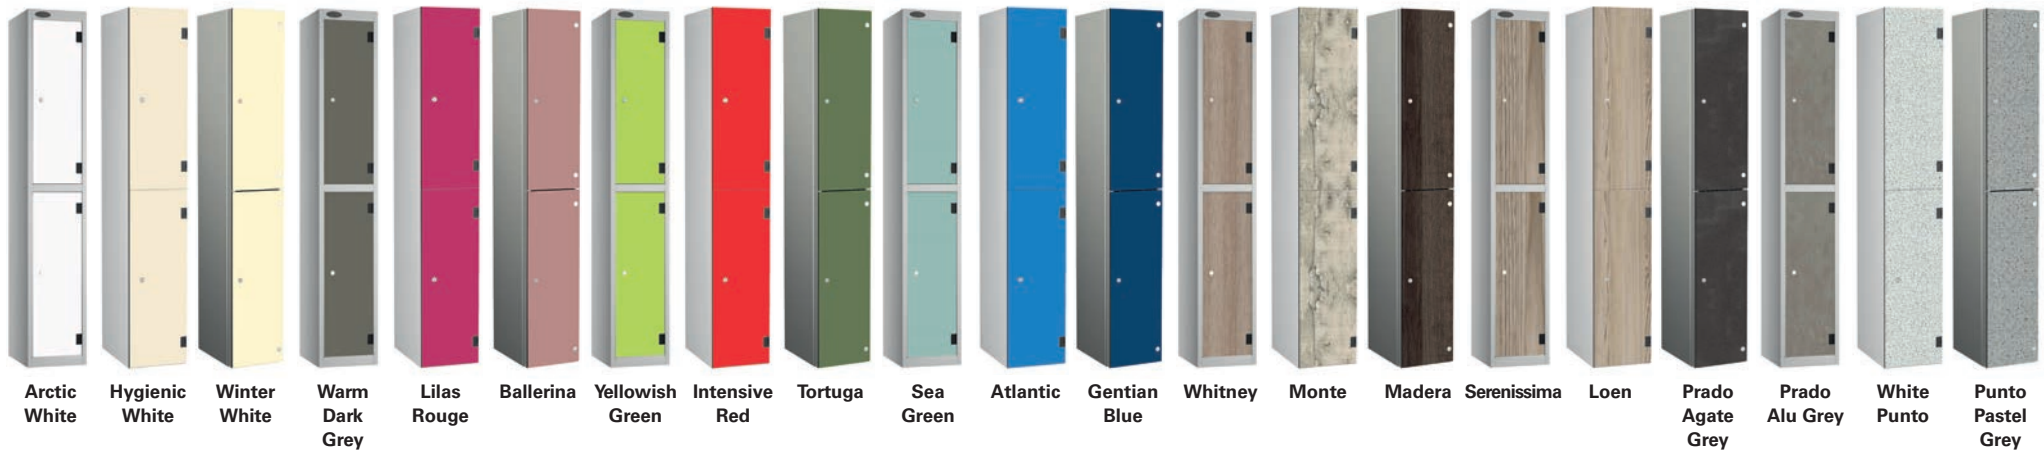 Arctic
White
Hygienic
White
Winter
White
Warm
Dark
Grey
Lilas
Rouge
Ballerina
Yellowish
Green
Intensive
Red
Tortuga
Sea
Green
Atlantic
Gentian
Blue
Whitney
Monte
Madera
Serenissima
Loen
Prado
Agate
Grey
Prado
Alu Grey
White
Punto
Punto
Pastel
Grey